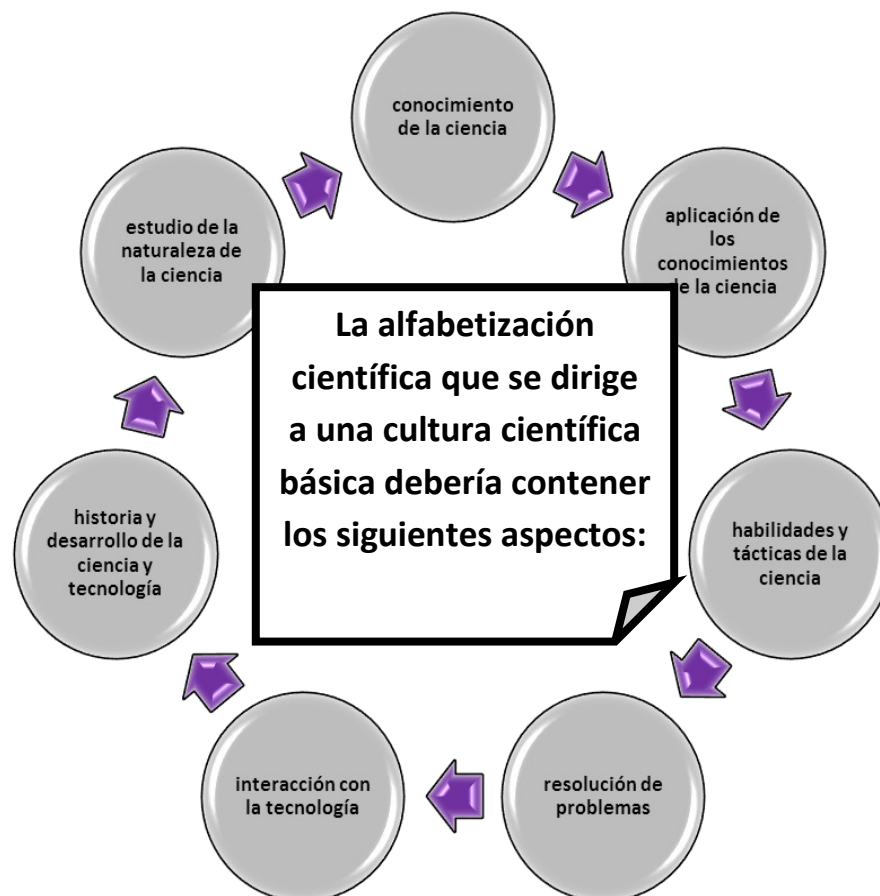 conocimiento
de la ciencia
aplicación de
los
conocimientos
de la ciencia
habilidades y
tácticas de la
ciencia
resolución de
problemas
interacción con
la tecnología
historia y
desarrollo de la
ciencia y
tecnología
estudio de la
naturaleza de
la ciencia
La alfabetización
científica que se dirige
a una cultura científica
básica debería contener
los siguientes aspectos: